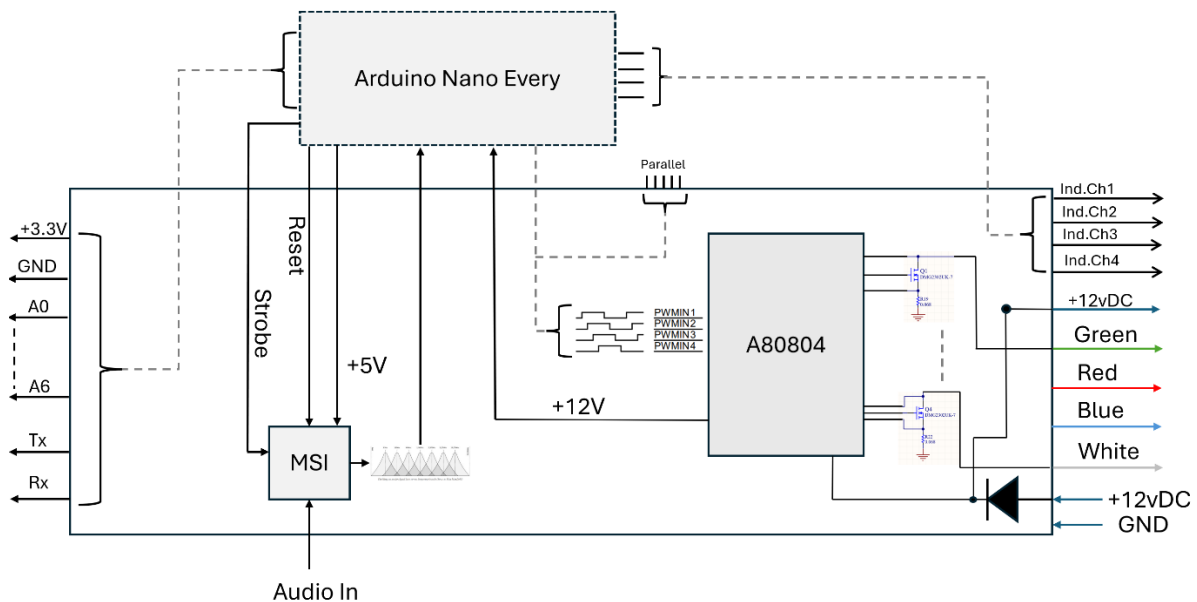 Arduino Nano Every
Parallel
Ind.Ch1
Ind.Ch2
Ind.Ch3
Ind.Ch4
+3.3V
GND
A0
A6
Tx
Rx
Strobe
Reset
+5V
+12V
MSI
Audio In
PWMIN1
PWMIN2
PWMIN3
PWMIN4
A80804
+12vDC
Green
Red
Blue
White
+12vDC
GND